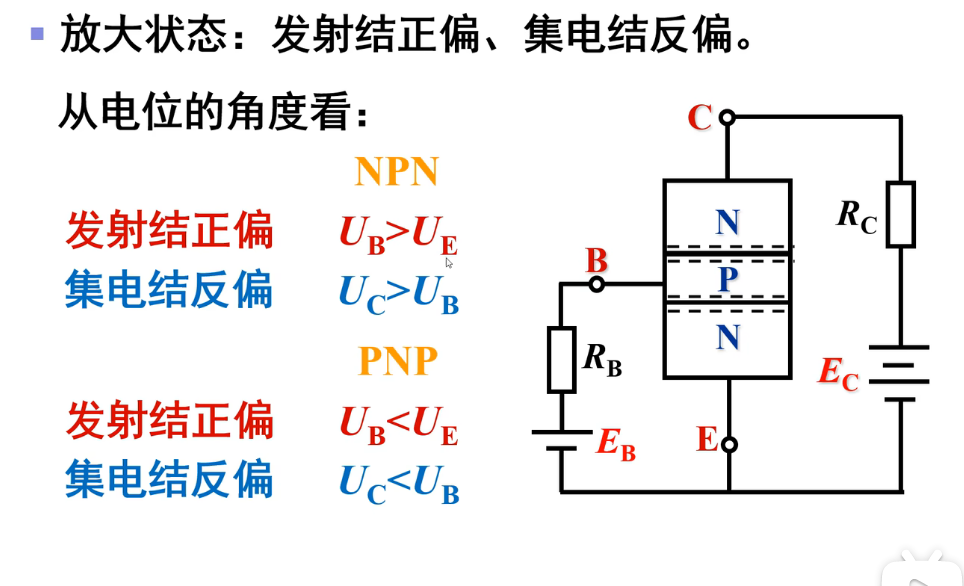 放大状态：发射结正偏、集电结反偏。
从电位的角度看：
NPN
发射结正偏 U_B>U_E
集电结反偏 U_C>U_B
PNP
发射结正偏 U_B<U_E
集电结反偏 U_C<U_B
C
N
R_C
B
P
N
R_B
E_C
E_B
E